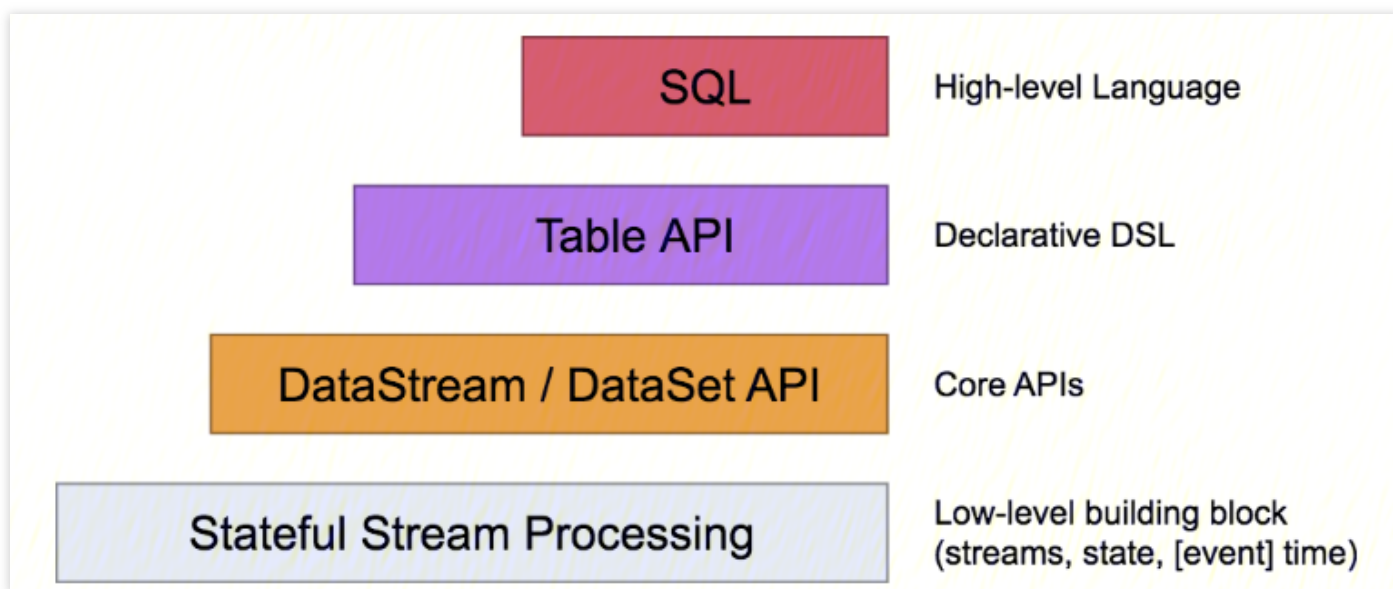 SQL
High-level Language
Table API
Declarative DSL
DataStream / DataSet API
Core APIs
Stateful Stream Processing
Low-level building block
(streams, state, [event] time)